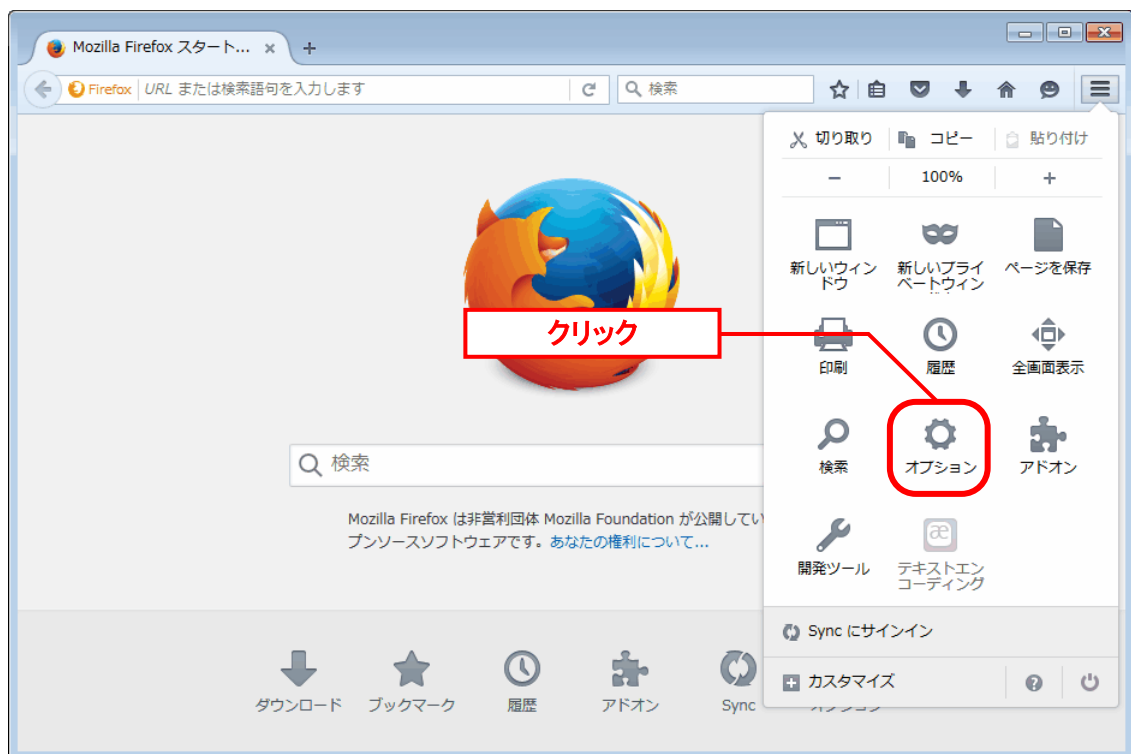 Mozilla Firefox スタート...
Firefox URL または検索語句を入力します
検索
切り取り コピー 貼り付け
100%
新しいウィン
ドウ
新しいプライ
ベートウィン
ページを保存
クリック
印刷
履歴
全画面表示
検索
オプション
アドオン
検索
Mozilla Firefox は非営利団体 Mozilla Foundation が公開してい
プンソースソフトウェアです。あなたの権利について...
開発ツール
テキストエン
コーディング
Sync にサインイン
カスタマイズ
ダウンロード
ブックマーク
履歴
アドオン
Sync